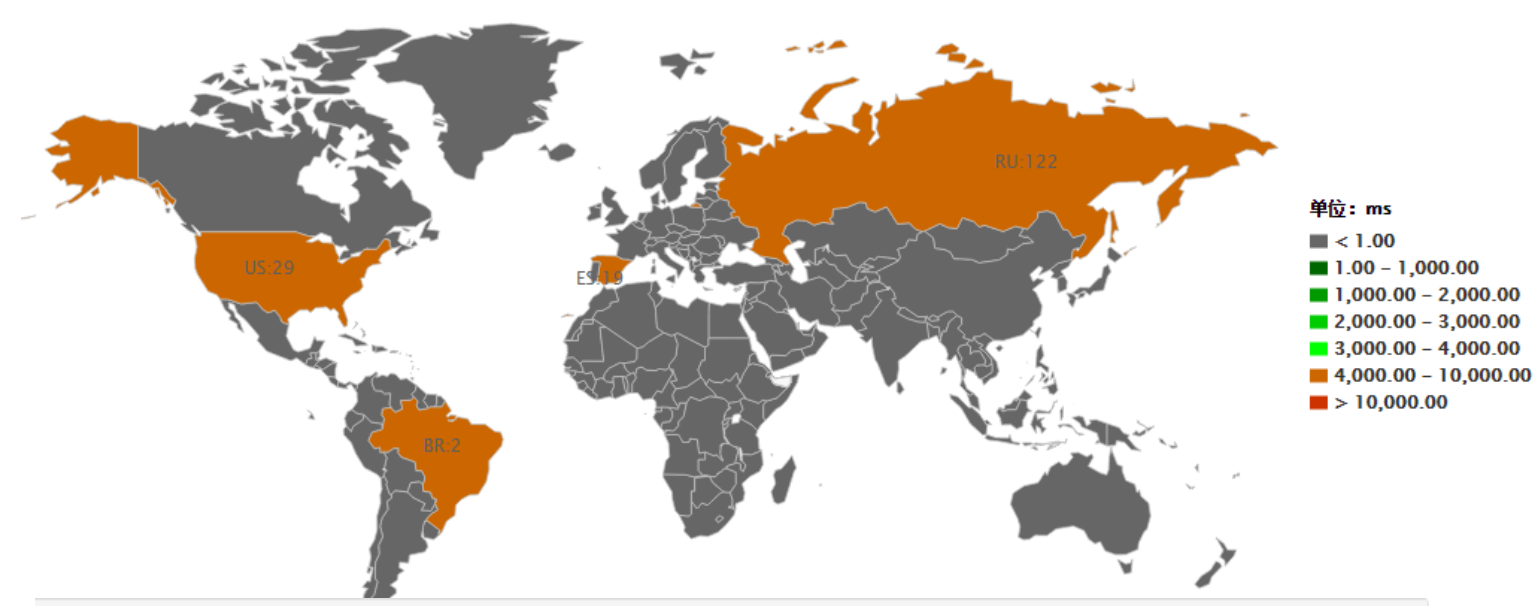 RU:122
US:29
ES:19
BR:2
单位：ms
< 1.00
1.00 – 1,000.00
1,000.00 – 2,000.00
2,000.00 – 3,000.00
3,000.00 – 4,000.00
4,000.00 – 10,000.00
> 10,000.00